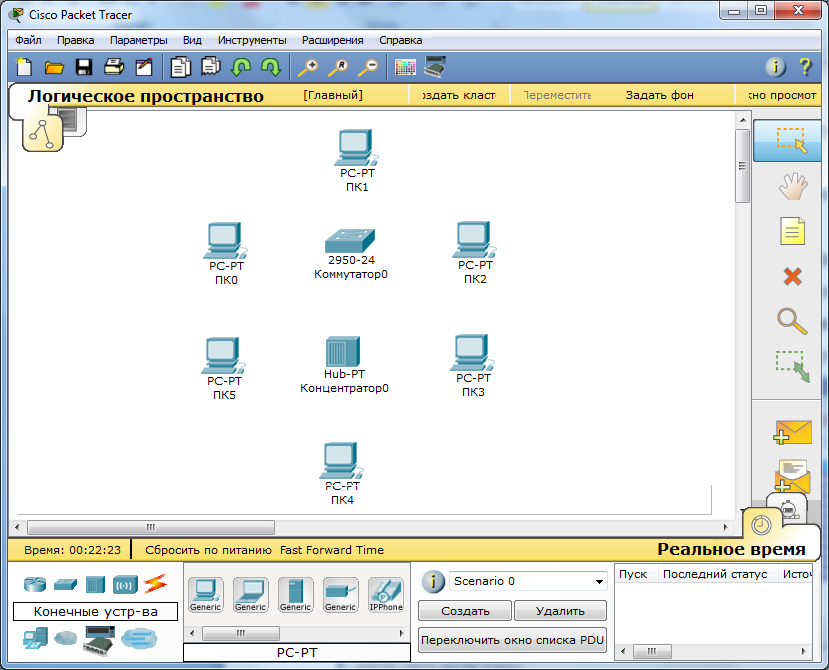 Cisco Packet Tracer
Файл Правка Параметры Вид Инструменты Расширения Справка
Логическое пространство [Главный] оздать класт Переместить Задать фон кно просмот
PC-PT
ПК1
PC-PT
ПК0
2950-24
Коммутатор0
PC-PT
ПК2
PC-PT
ПК5
Hub-PT
Концентратор0
PC-PT
ПК3
PC-PT
ПК4
Время: 00:22:23 Сбросить по питанию Fast Forward Time Реальное время
Конечные устр-ва
Generic Generic Generic Generic IPPhone
PC-PT
Scenario 0
Создать Удалить
Переключить окно списка PDU
Пуск Последний статус Источ